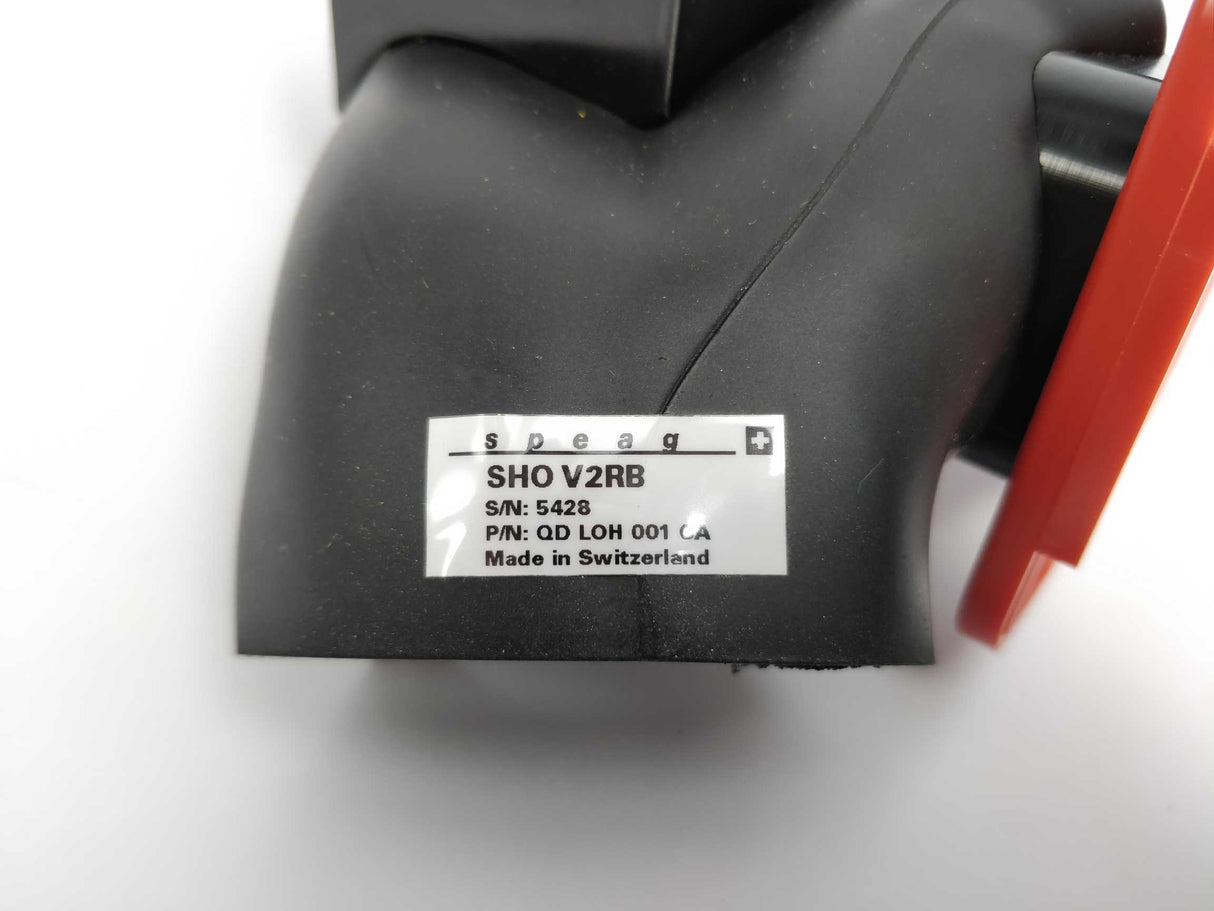 speag
SHO V2RB
S/N: 5428
P/N: QD LOH 001 CA
Made in Switzerland